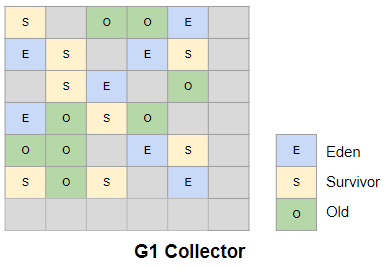 S O O E
E S E S
S E O
E O S O
O O E S
S O S E
E Eden
S Survivor
O Old
G1 Collector